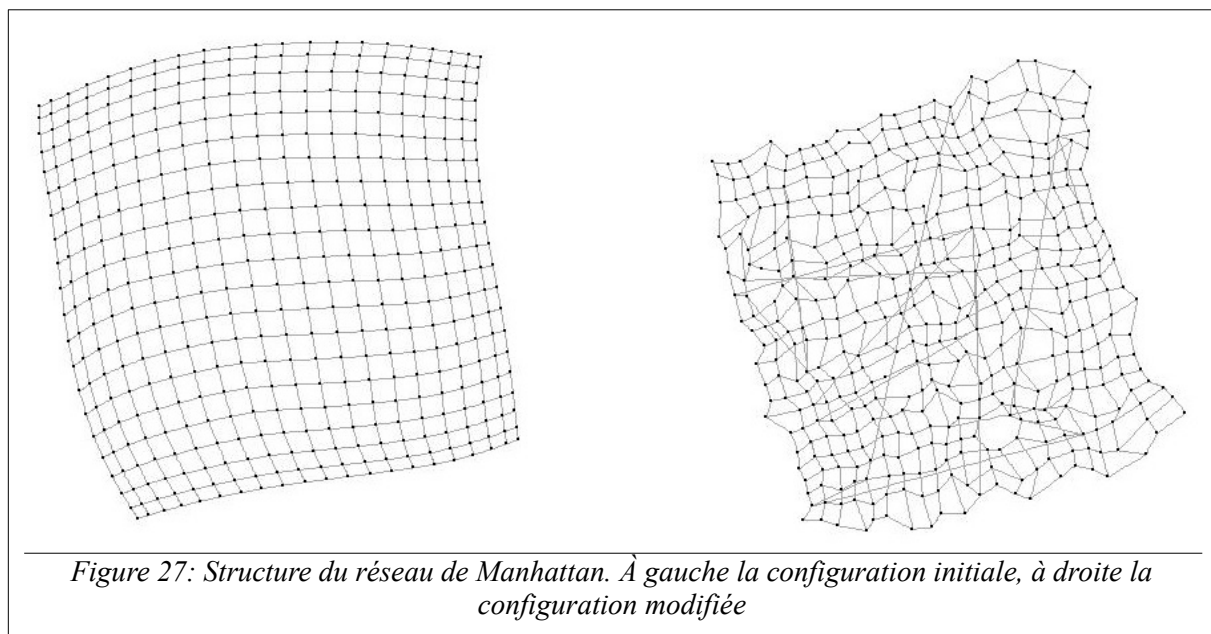 Figure 27: Structure du réseau de Manhattan. À gauche la configuration initiale, à droite la
configuration modifiée